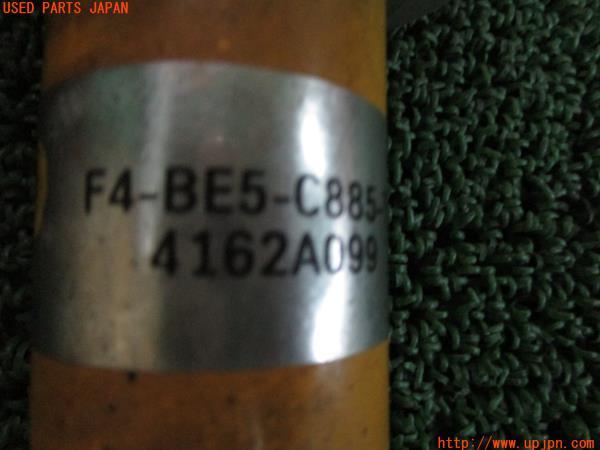 USED PARTS JAPAN
F4-BE5-C885-
4162A099
http://www.upjpn.com